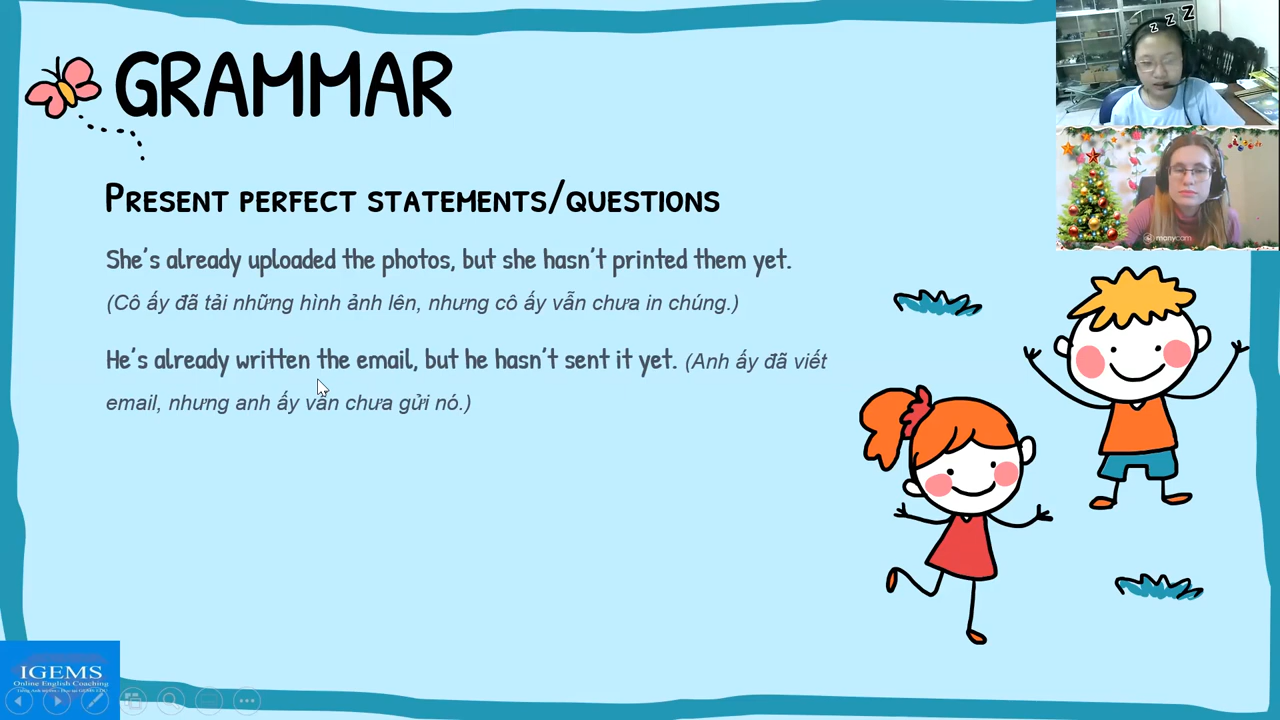 GRAMMAR
PRESENT PERFECT STATEMENTS/QUESTIONS
She's already uploaded the photos, but she hasn't printed them yet.
(Cô ấy đã tải những hình ảnh lên, nhưng cô ấy vẫn chưa in chúng.)
He's already written the email, but he hasn't sent it yet. (Anh ấy đã viết
email, nhưng anh ấy vẫn chưa gửi nó.)
z z Z
manycam
IGEMS
Online English Coaching